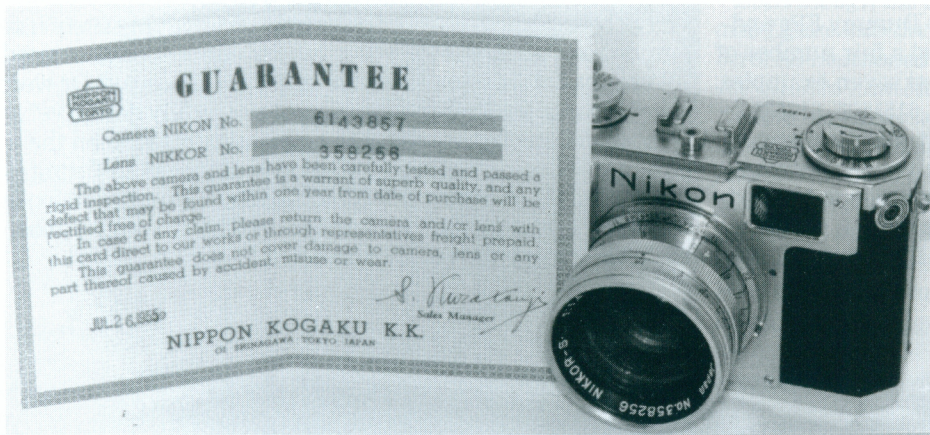 GUARANTEE
NIPPON
KOGAKU
TOKYO
Camera NIKON No. 6143857
Lens NIKKOR No. 358256
The above camera and lens have been carefully tested and passed a
rigid inspection. This guarantee is a warrant of superb quality, and any
defect that may be found within one year from date of purchase will be
rectified free of charge.
In case of any claim, please return the camera and/or lens with
this card direct to our works or through representatives freight prepaid.
This guarantee does not cover damage to camera, lens or any
part thereof caused by accident, misuse or wear.
Sales Manager
NIPPON KOGAKU K.K.
OI SHINAGAWA TOKYO JAPAN
Nikon
NIKKOR-S
No.358256
Japan